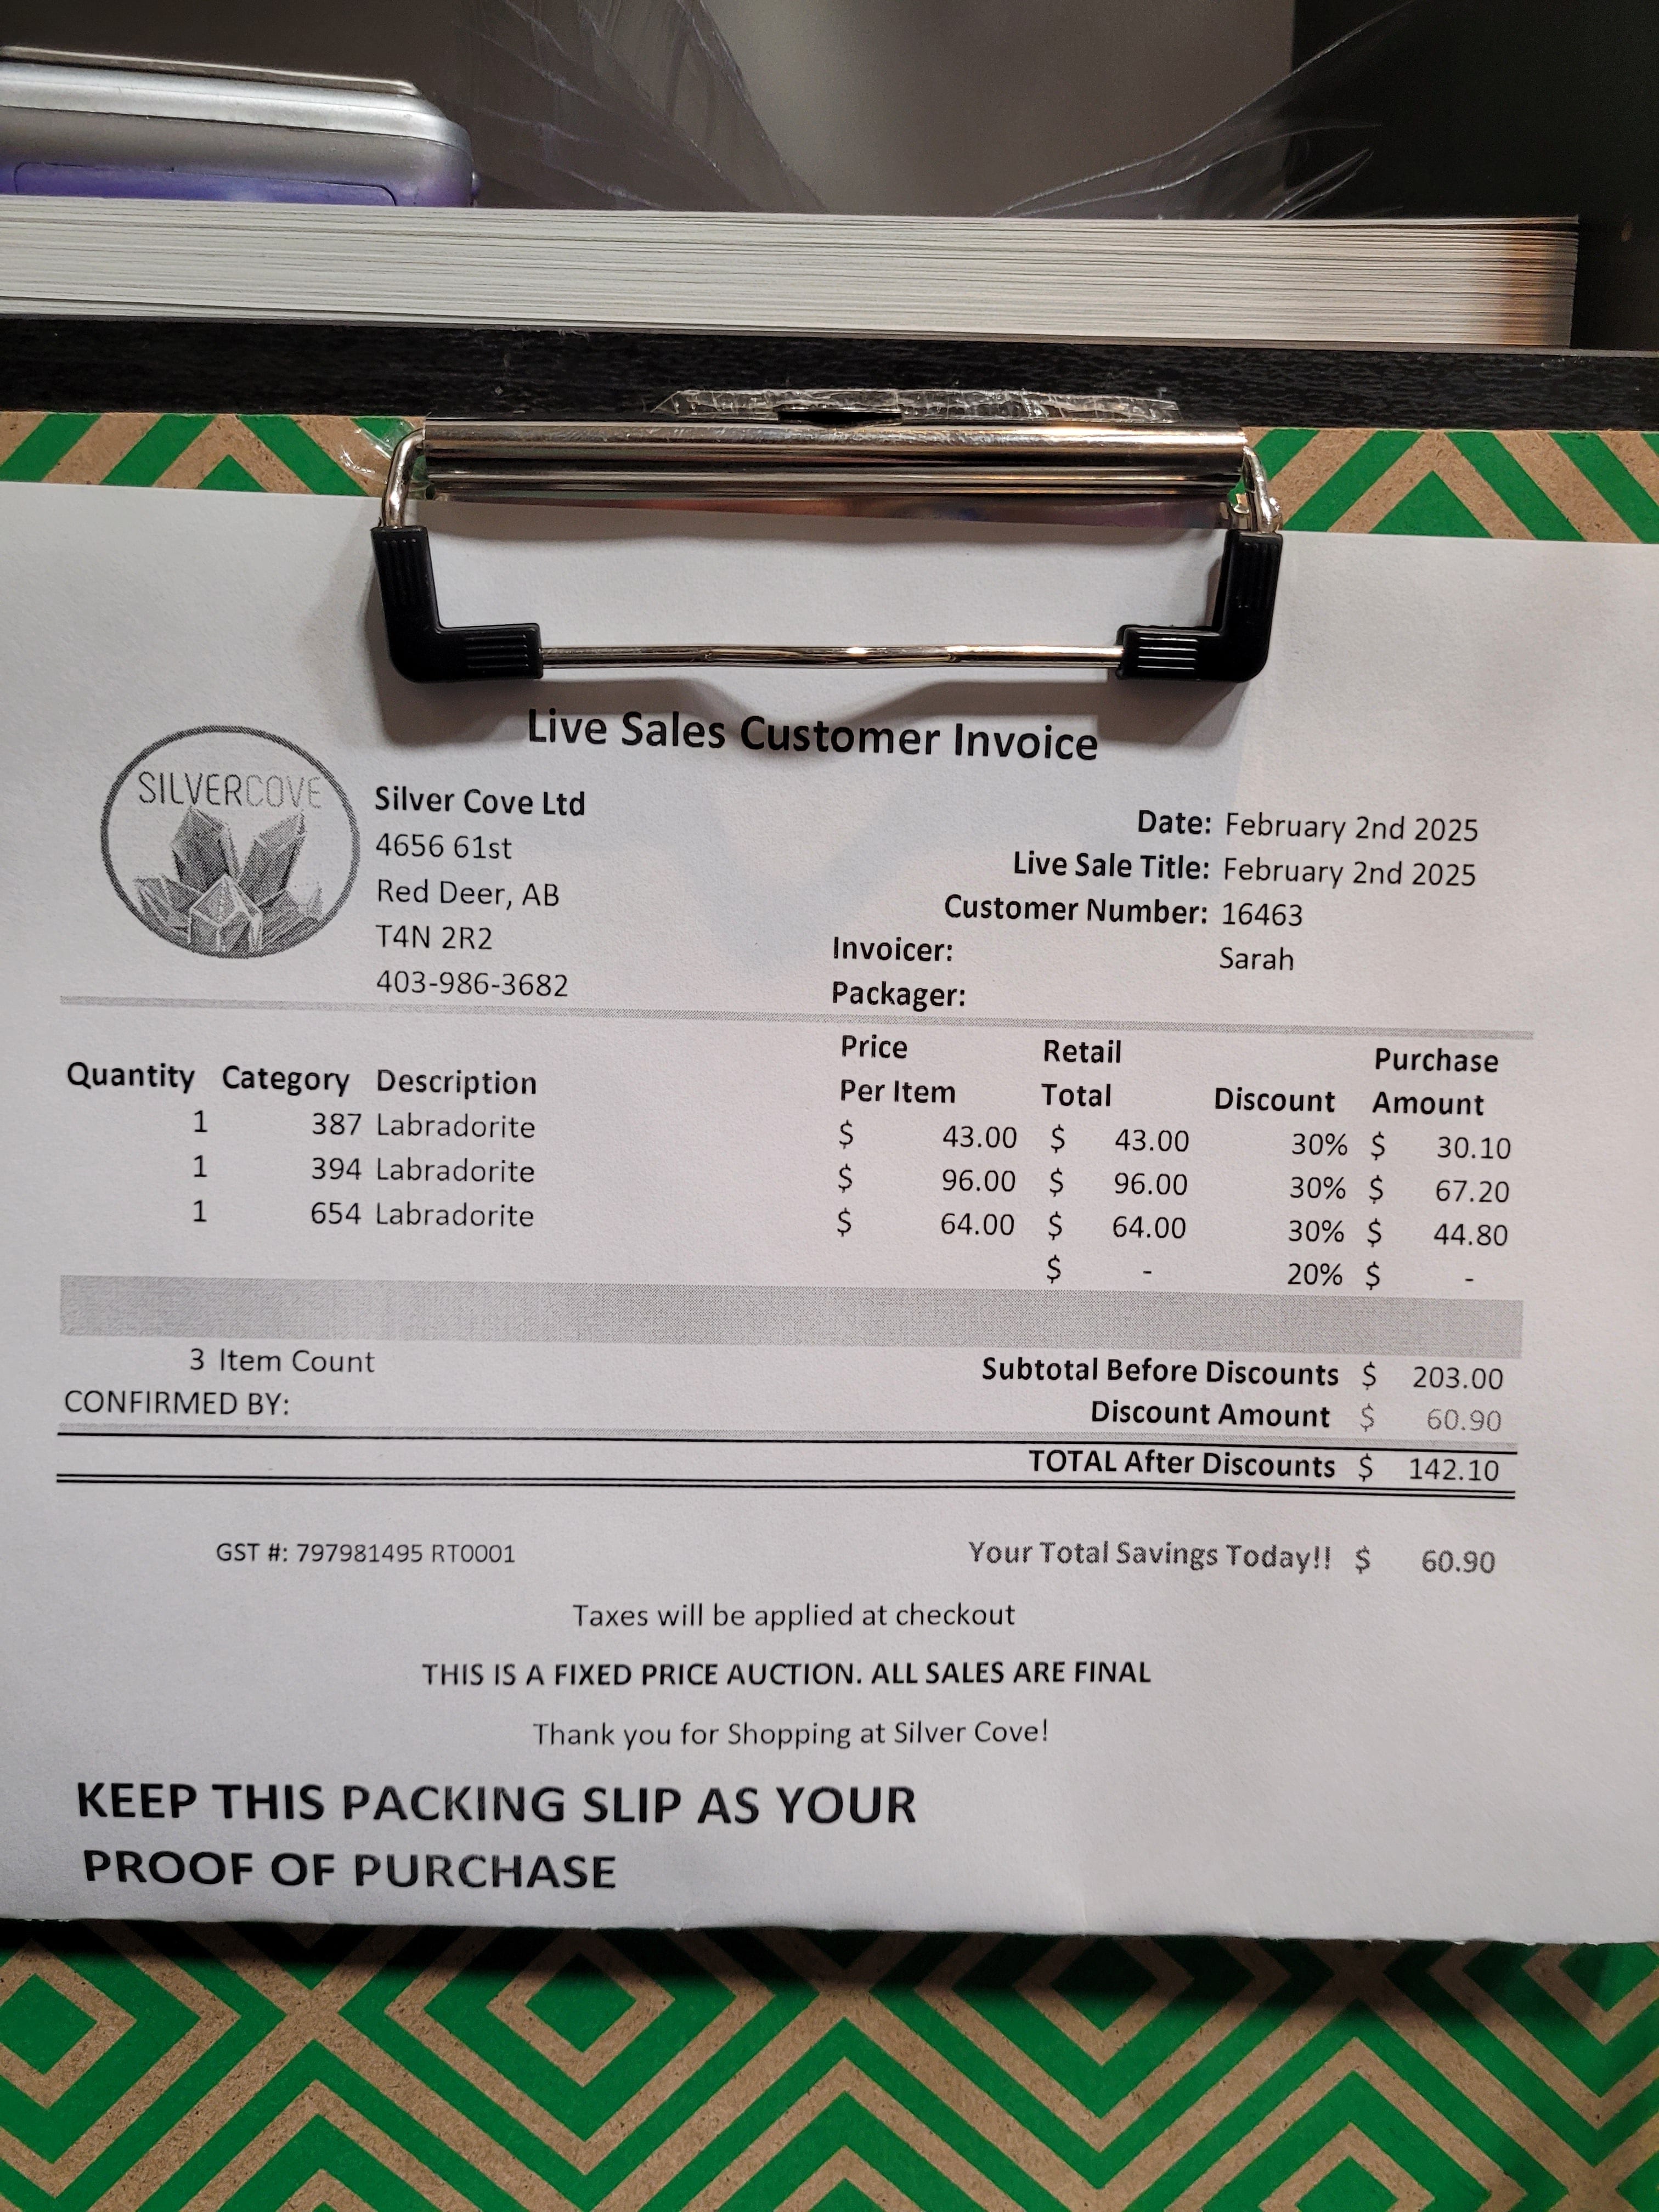 Live Sales Customer Invoice
SILVERCOVE
Silver Cove Ltd
4656 61st
Red Deer, AB
T4N 2R2
403-986-3682
Date: February 2nd 2025
Live Sale Title: February 2nd 2025
Customer Number: 16463
Invoicer: Sarah
Packager:
Quantity Category Description Price Per Item Retail Total Discount Purchase Amount
1 387 Labradorite $ 43.00 $ 43.00 30% $ 30.10
1 394 Labradorite $ 96.00 $ 96.00 30% $ 67.20
1 654 Labradorite $ 64.00 $ 64.00 30% $ 44.80
$ - 20% $ -
3 Item Count Subtotal Before Discounts $ 203.00
CONFIRMED BY: Discount Amount $ 60.90
TOTAL After Discounts $ 142.10
GST #: 797981495 RT0001 Your Total Savings Today!! $ 60.90
Taxes will be applied at checkout
THIS IS A FIXED PRICE AUCTION. ALL SALES ARE FINAL
Thank you for Shopping at Silver Cove!
KEEP THIS PACKING SLIP AS YOUR
PROOF OF PURCHASE